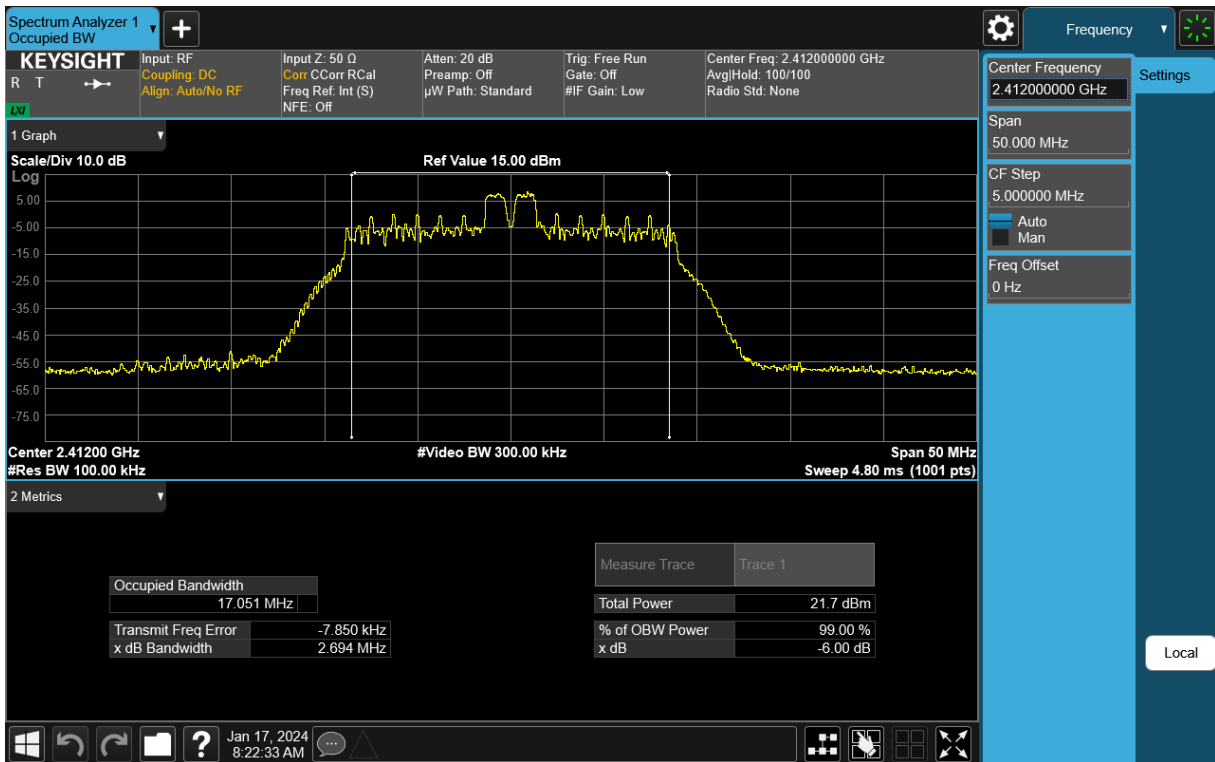 Spectrum Analyzer 1
Occupied BW
Frequency
KEYSIGHT
R T
LXI
Input: RF
Coupling: DC
Align: Auto/No RF
Input Z: 50 Ω
Corr CCorr RCal
Freq Ref: Int (S)
NFE: Off
Atten: 20 dB
Preamp: Off
µW Path: Standard
Trig: Free Run
Gate: Off
#IF Gain: Low
Center Freq: 2.412000000 GHz
Avg|Hold: 100/100
Radio Std: None
Center Frequency
2.412000000 GHz
Settings
Span
50.000 MHz
CF Step
5.000000 MHz
Auto
Man
Freq Offset
0 Hz
Local
1 Graph
Scale/Div 10.0 dB
Ref Value 15.00 dBm
Log
5.00
-5.00
-15.0
-25.0
-35.0
-45.0
-55.0
-65.0
-75.0
Center 2.41200 GHz
#Video BW 300.00 kHz
Span 50 MHz
#Res BW 100.00 kHz
Sweep 4.80 ms (1001 pts)
2 Metrics
Measure Trace
Trace 1
Occupied Bandwidth
17.051 MHz
Total Power
21.7 dBm
Transmit Freq Error
-7.850 kHz
% of OBW Power
99.00 %
x dB Bandwidth
2.694 MHz
x dB
-6.00 dB
?
Jan 17, 2024
8:22:33 AM